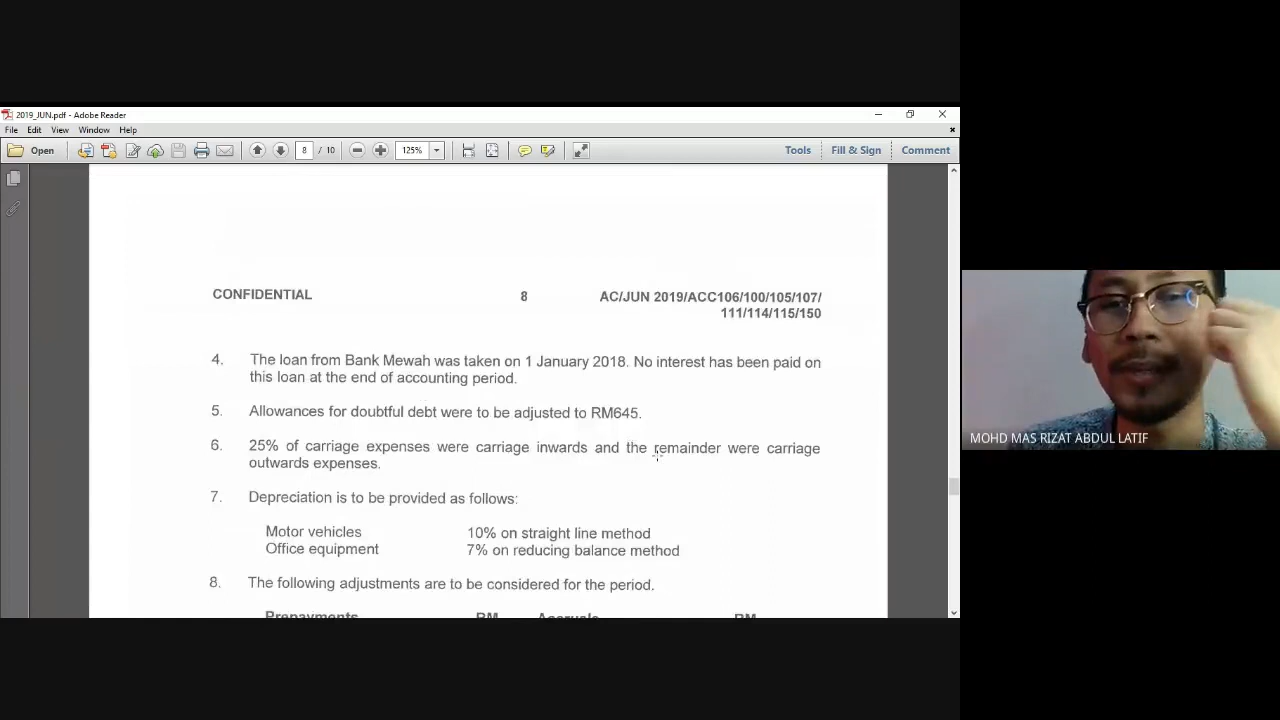 2019_JUN.pdf - Adobe Reader
File Edit View Window Help
Open 8 / 10 125% Tools Fill & Sign Comment
CONFIDENTIAL 8 AC/JUN 2019/ACC106/100/105/107/
111/114/115/150
4. The loan from Bank Mewah was taken on 1 January 2018. No interest has been paid on
this loan at the end of accounting period.
5. Allowances for doubtful debt were to be adjusted to RM645.
6. 25% of carriage expenses were carriage inwards and the remainder were carriage
outwards expenses.
7. Depreciation is to be provided as follows:
Motor vehicles 10% on straight line method
Office equipment 7% on reducing balance method
8. The following adjustments are to be considered for the period.
Prepayments RM Accruals RM
MOHD MAS RIZAT ABDUL LATIF